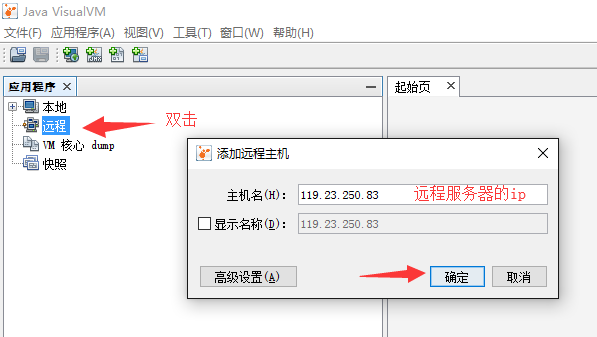 Java VisualVM
文件(F) 应用程序(A) 视图(V) 工具(T) 窗口(W) 帮助(H)
应用程序 起始页
本地
远程 双击
VM 核心 dump
快照
添加远程主机
主机名(H): 119.23.250.83 远程服务器的ip
显示名称(D): 119.23.250.83
高级设置(A) 确定 取消